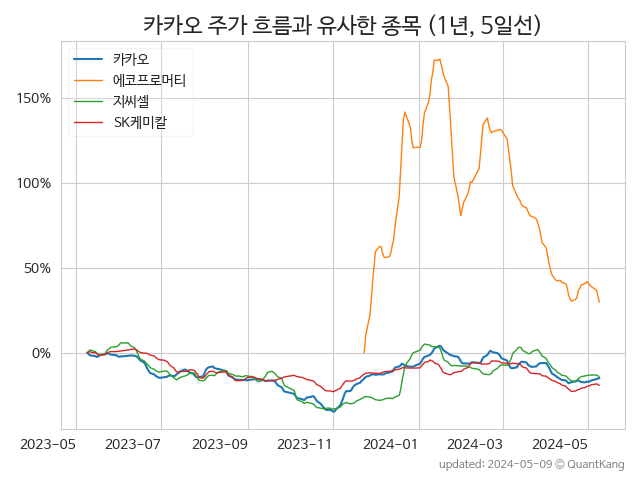 카카오 주가 흐름과 유사한 종목 (1년, 5일선)
카카오
에코프로머티
지씨셀
SK케미칼
150%
100%
50%
0%
2023-05 2023-07 2023-09 2023-11 2024-01 2024-03 2024-05
updated: 2024-05-09 © QuantKang